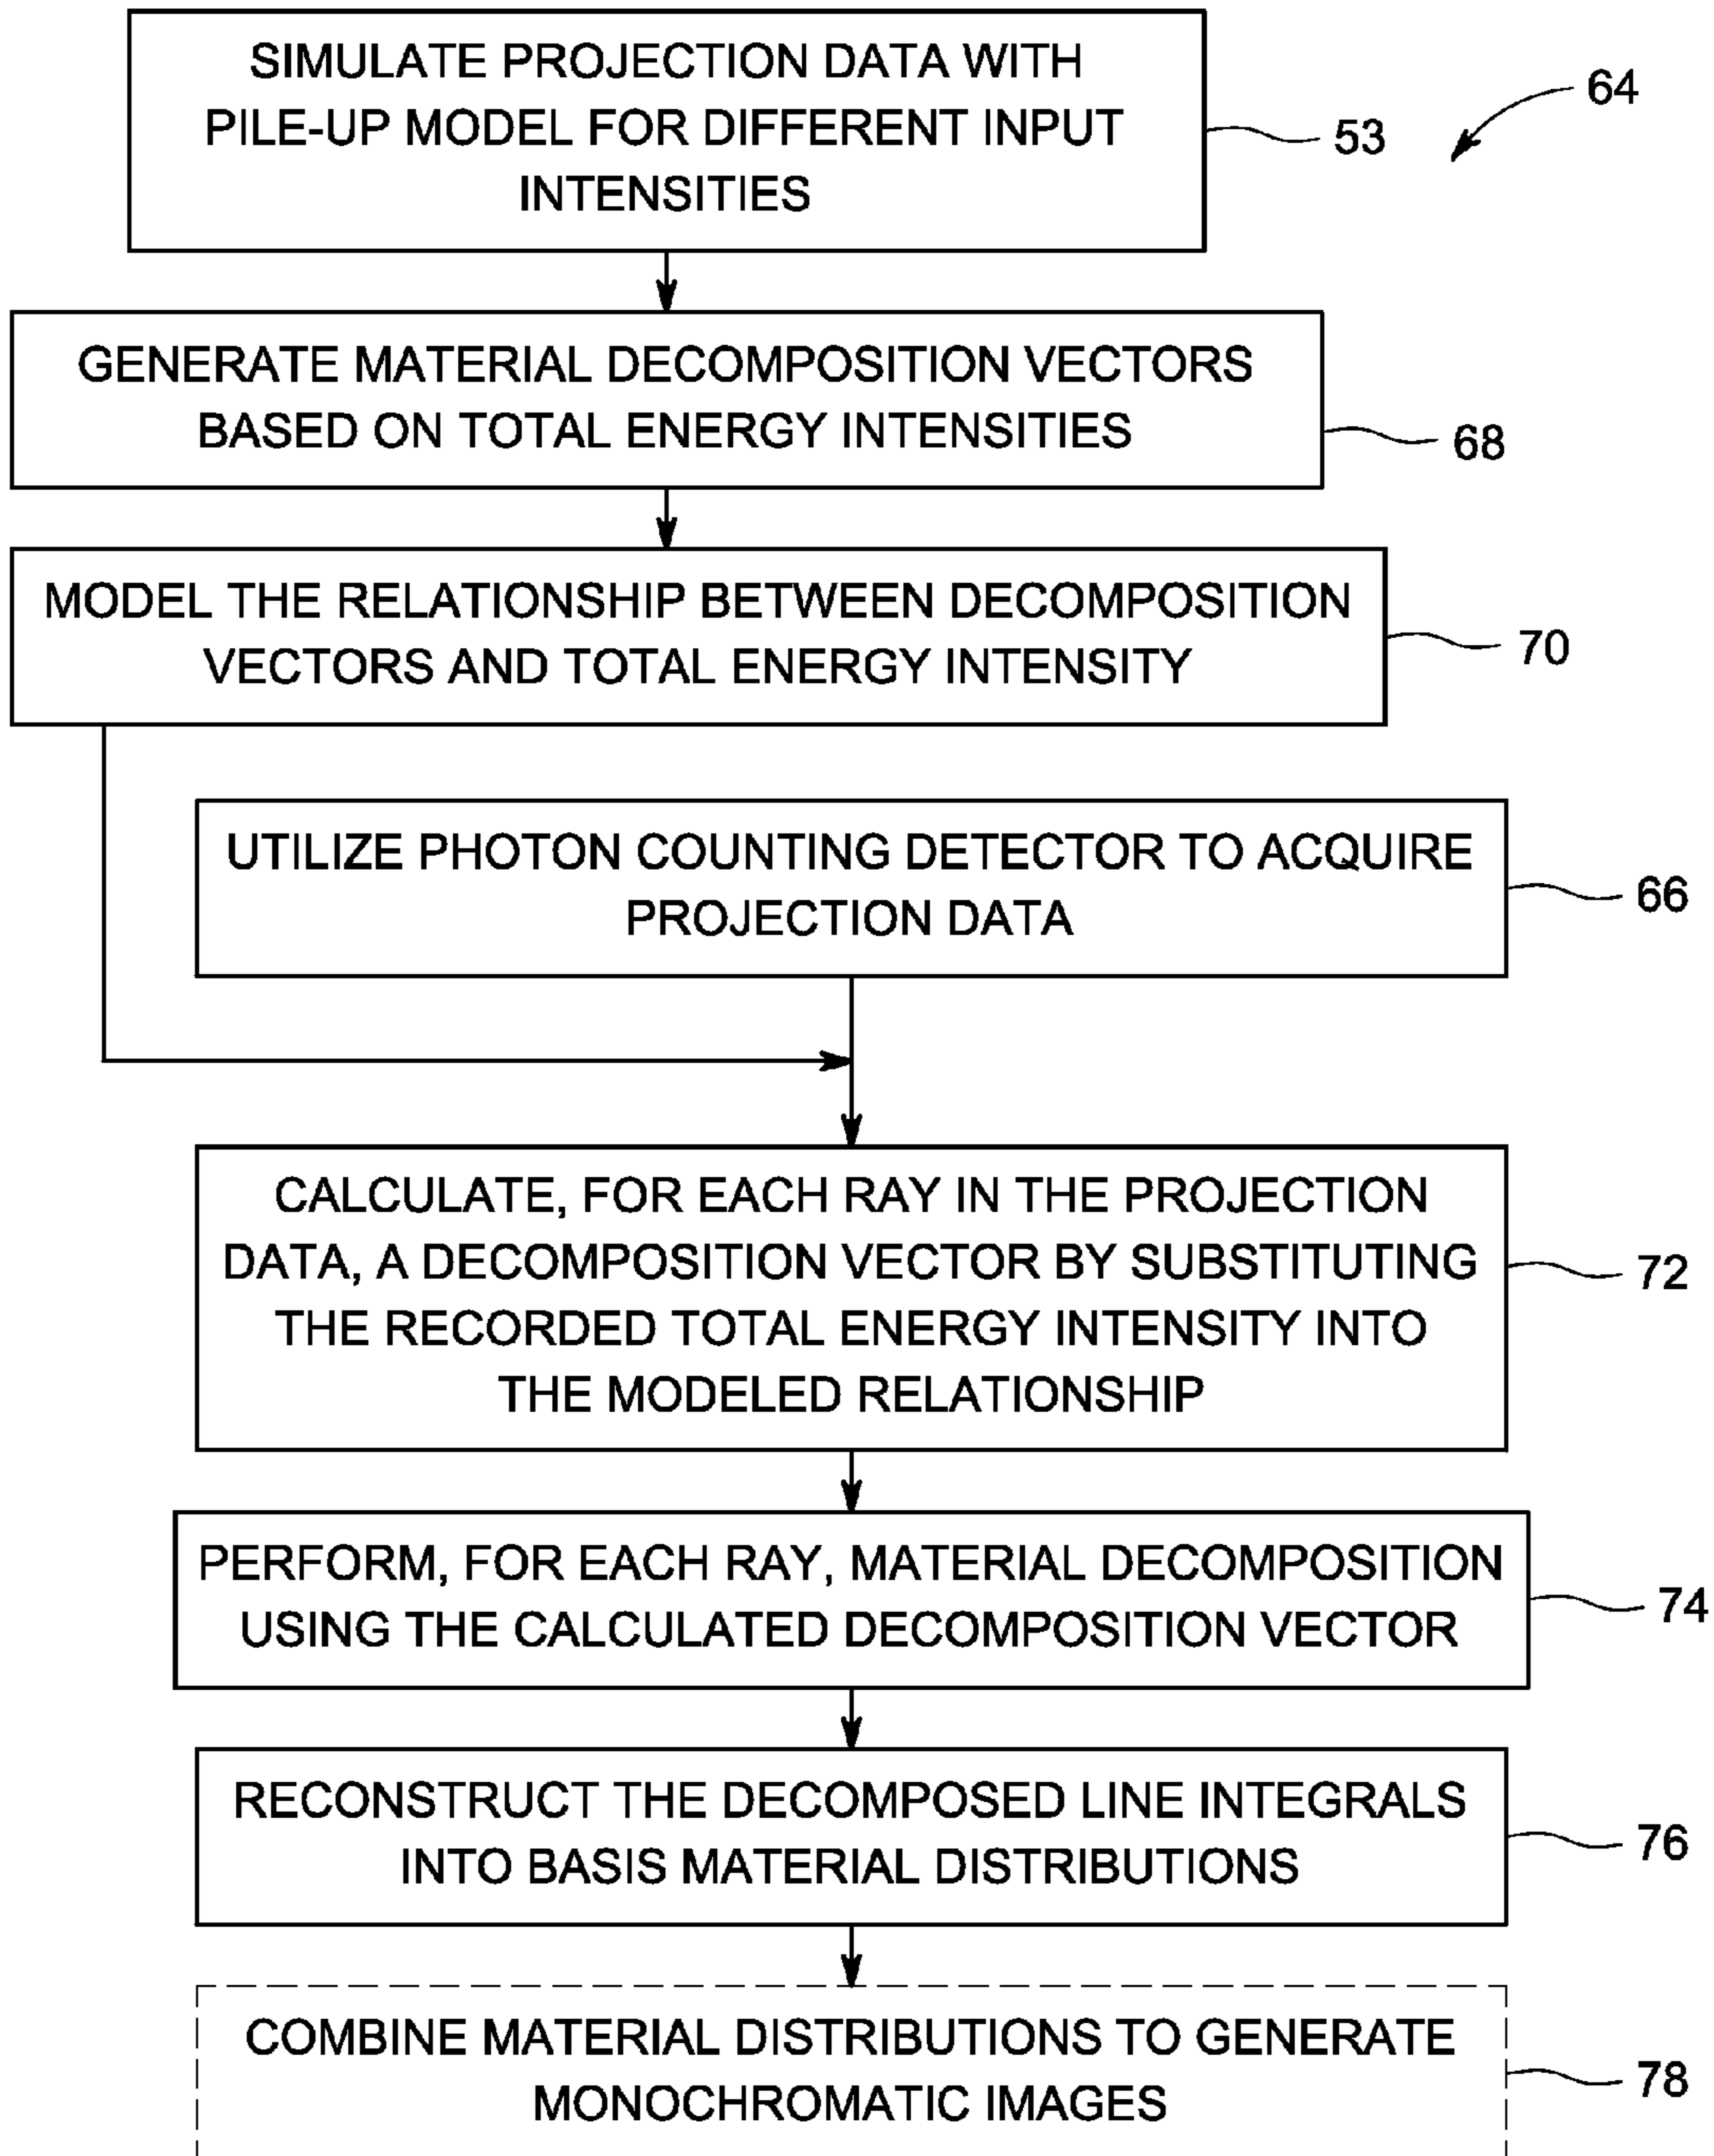 SIMULATE PROJECTION DATA WITH
PILE-UP MODEL FOR DIFFERENT INPUT
INTENSITIES
53
64
GENERATE MATERIAL DECOMPOSITION VECTORS
BASED ON TOTAL ENERGY INTENSITIES
68
MODEL THE RELATIONSHIP BETWEEN DECOMPOSITION
VECTORS AND TOTAL ENERGY INTENSITY
70
UTILIZE PHOTON COUNTING DETECTOR TO ACQUIRE
PROJECTION DATA
66
CALCULATE, FOR EACH RAY IN THE PROJECTION
DATA, A DECOMPOSITION VECTOR BY SUBSTITUTING
THE RECORDED TOTAL ENERGY INTENSITY INTO
THE MODELED RELATIONSHIP
72
PERFORM, FOR EACH RAY, MATERIAL DECOMPOSITION
USING THE CALCULATED DECOMPOSITION VECTOR
74
RECONSTRUCT THE DECOMPOSED LINE INTEGRALS
INTO BASIS MATERIAL DISTRIBUTIONS
76
COMBINE MATERIAL DISTRIBUTIONS TO GENERATE
MONOCHROMATIC IMAGES
78